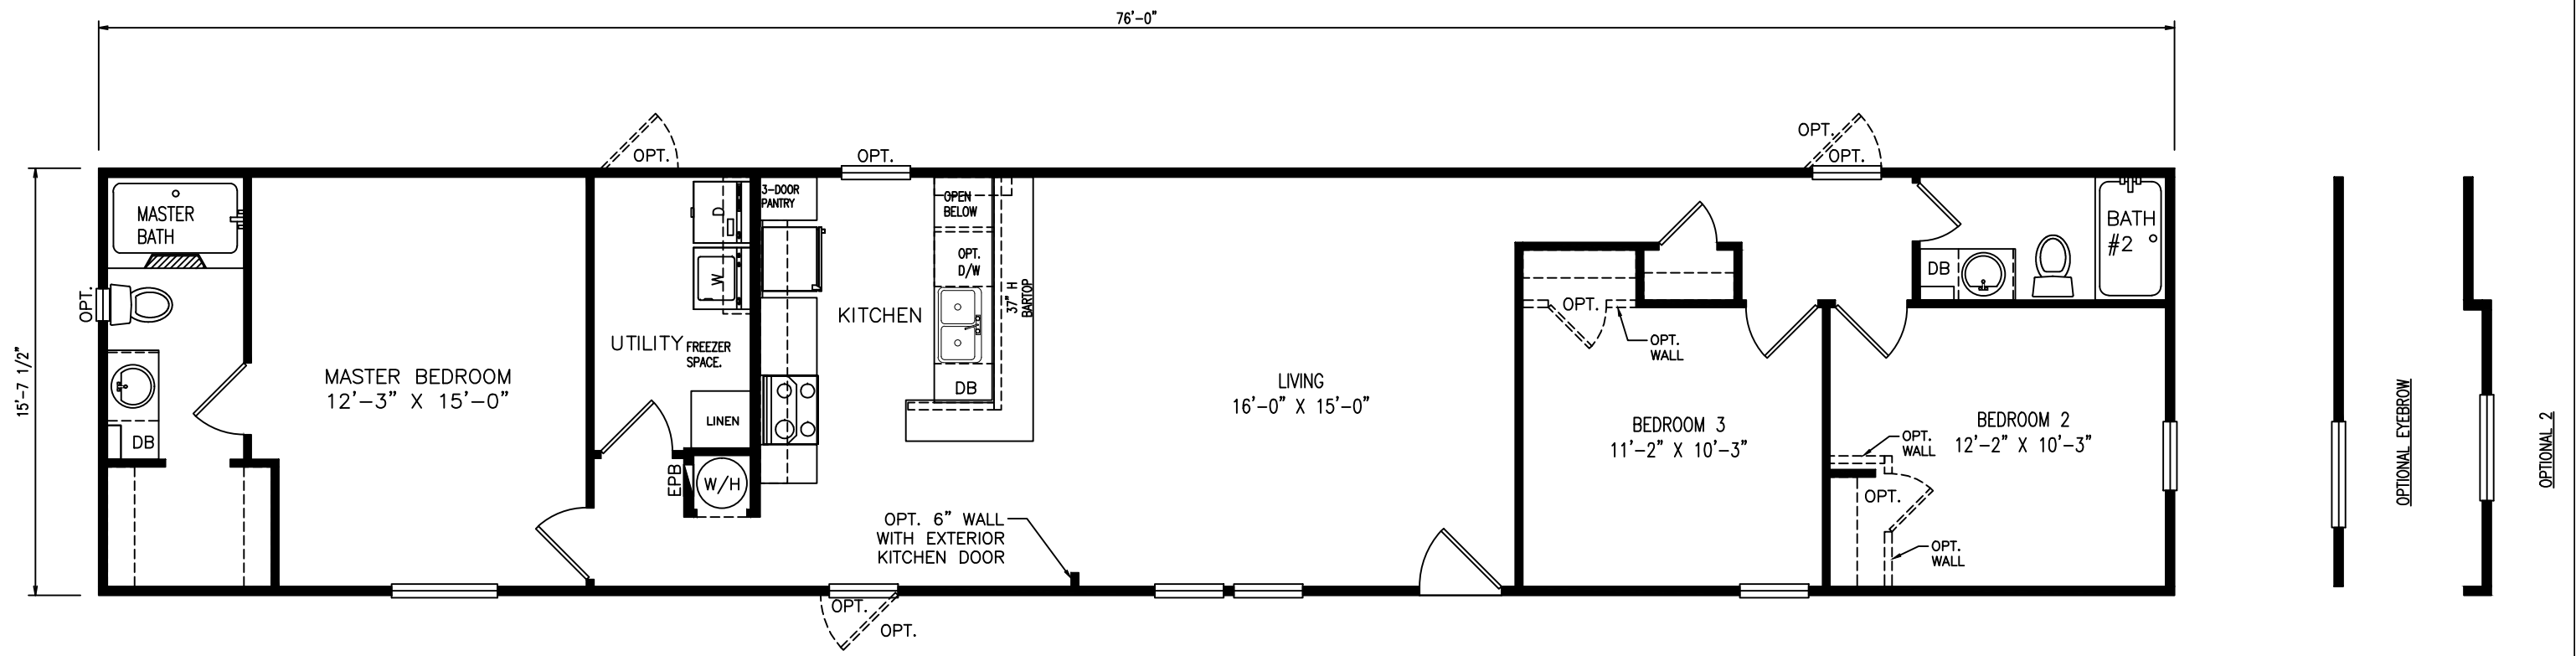 76'-0"
15'-7 1/2"
OPT.
OPT.
OPT.
OPT.
MASTER
BATH
OPT.
DB
MASTER BEDROOM
12'-3" X 15'-0"
D
W
UTILITY
FREEZER
SPACE.
LINEN
EPB
W/H
3-DOOR
PANTRY
KITCHEN
OPEN
BELOW
OPT.
D/W
DB
37" H
BARTOP
OPT. 6" WALL
WITH EXTERIOR
KITCHEN DOOR
OPT.
OPT.
LIVING
16'-0" X 15'-0"
OPT.
OPT.
WALL
BEDROOM 3
11'-2" X 10'-3"
DB
BATH
#2
BEDROOM 2
12'-2" X 10'-3"
OPT.
WALL
OPT.
OPT.
WALL
OPTIONAL EYEBROW
OPTIONAL 2